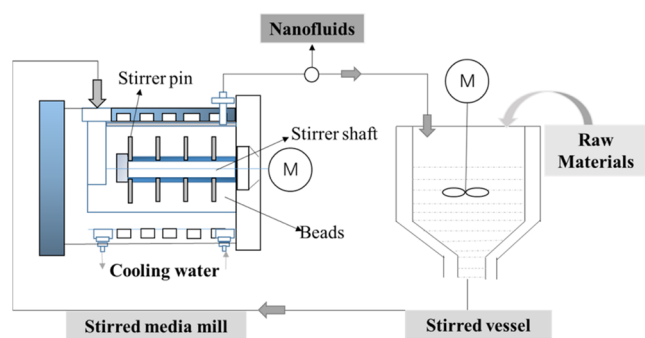 Nanofluids
Stirrer pin
M
Stirrer shaft
Raw
Materials
M
Beads
Cooling water
Stirred media mill
Stirred vessel